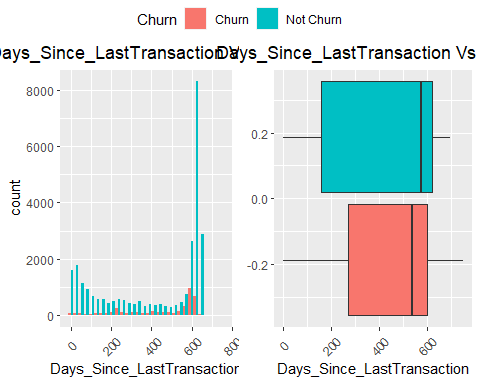 Churn Churn Not Churn
Days_Since_LastTransaction V
Days_Since_LastTransaction Vs
8000
6000
4000
2000
0
count
0 200 400 600 800
Days_Since_LastTransaction
0.2
0.0
-0.2
0 200 400 600
Days_Since_LastTransaction